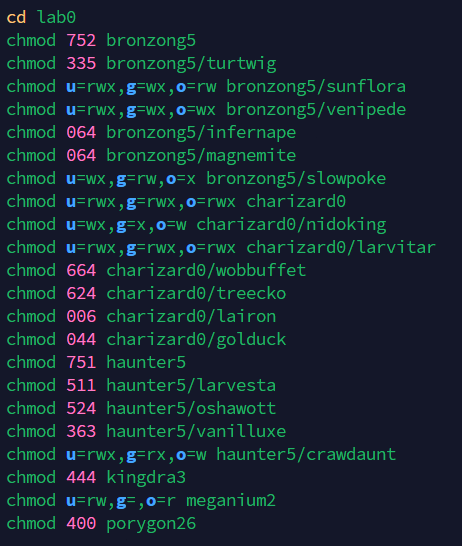 cd lab0
chmod 752 bronzong5
chmod 335 bronzong5/turtwig
chmod u=rwx,g=wx,o=rw bronzong5/sunflora
chmod u=rwx,g=wx,o=wx bronzong5/venipede
chmod 064 bronzong5/infernape
chmod 064 bronzong5/magnemite
chmod u=wx,g=rw,o=x bronzong5/slowpoke
chmod u=rwx,g=rwx,o=rwx charizard0
chmod u=wx,g=x,o=w charizard0/nidoking
chmod u=rwx,g=rwx,o=rwx charizard0/larvitar
chmod 664 charizard0/wobbuffet
chmod 624 charizard0/treecko
chmod 006 charizard0/lairon
chmod 044 charizard0/golduck
chmod 751 haunter5
chmod 511 haunter5/larvesta
chmod 524 haunter5/oshawott
chmod 363 haunter5/vanilluxe
chmod u=rwx,g=rx,o=w haunter5/crawdaunt
chmod 444 kingdra3
chmod u=rw,g=,o=r meganium2
chmod 400 porygon26